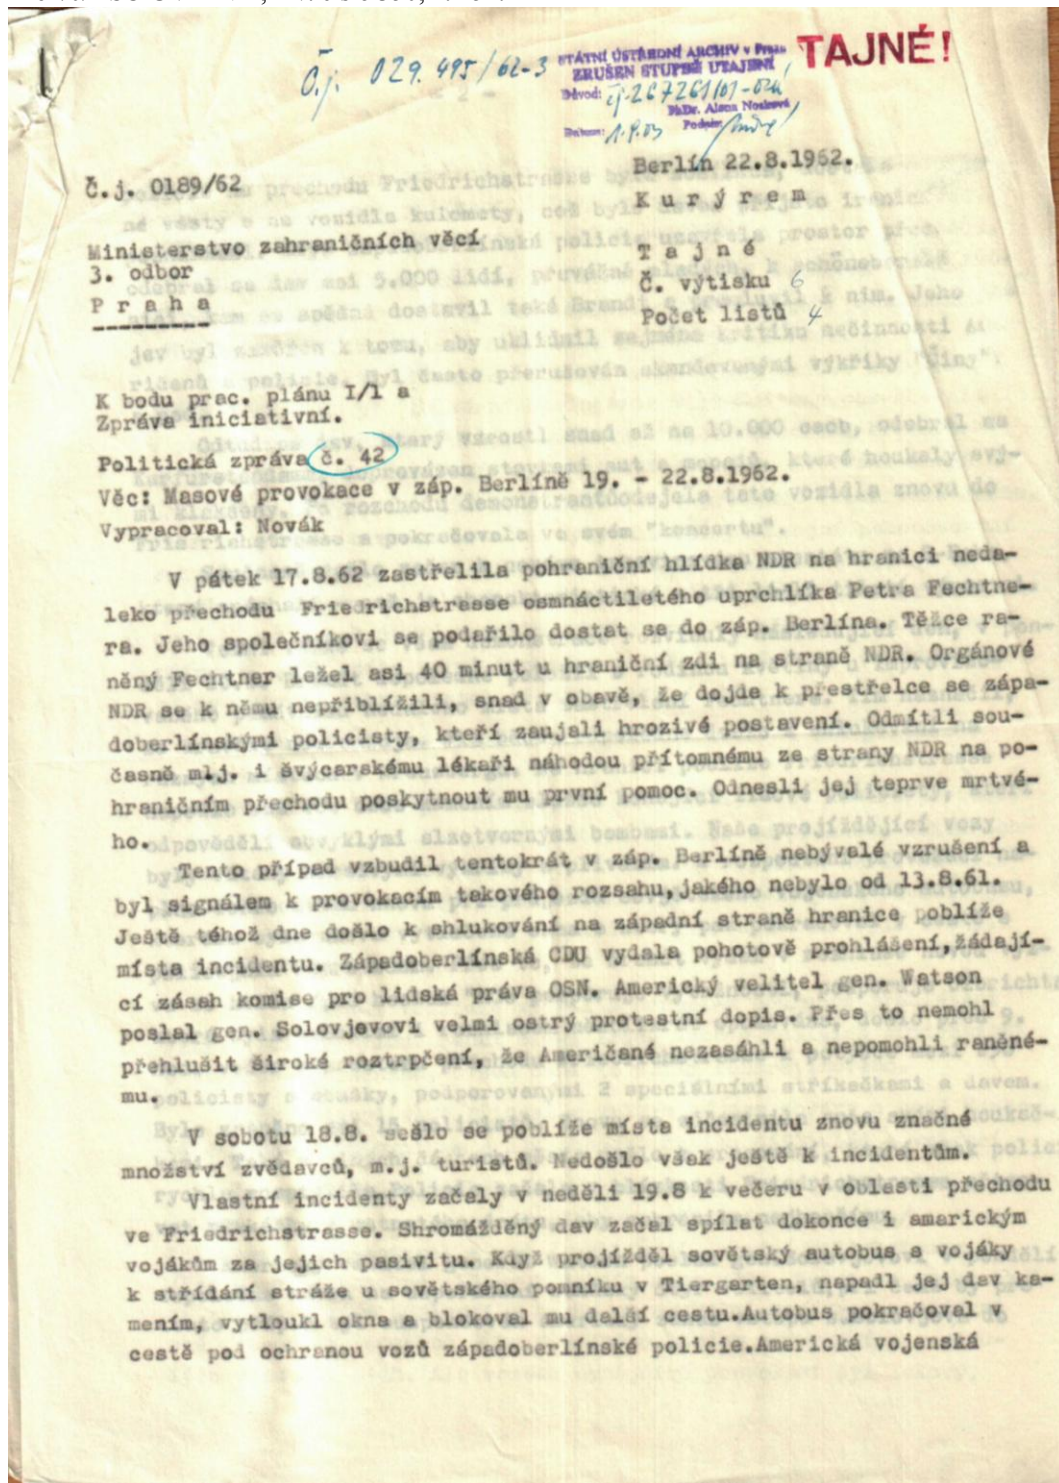 Č.j. 029.495/62-3
STÁTNÍ ÚSTŘEDNÍ ARCHIV v Praze
ZRUŠEN STUPEŇ UTAJENÍ
Důvod:
PhDr. Alena Nosková
Datum: Podpis:
TAJNÉ!
Berlín 22.8.1962.
Č.j. 0189/62
K u r ý r e m
Ministerstvo zahraničních věcí
3. odbor
P r a h a
T a j n é
Č. výtisku 6
Počet listů 4
K bodu prac. plánu I/1 a
Zpráva iniciativní.
Politická zpráva č. 42
Věc: Masové provokace v záp. Berlíně 19. - 22.8.1962.
Vypracoval: Novák
V pátek 17.8.62 zastřelila pohraniční hlídka NDR na hranici neda-
leko přechodu Friedrichstresse osmnáctiletého uprchlíka Petra Fechtne-
ra. Jeho společníkovi se podařilo dostat se do záp. Berlína. Těžce ra-
něný Fechtner ležel asi 40 minut u hraniční zdi na straně NDR. Orgánové
NDR se k němu nepřiblížili, snad v obavě, že dojde k přestřelce se zápa-
doberlínskými policisty, kteří zaujali hrozivé postavení. Odmítli sou-
časně mlj. i švýcarskému lékaři náhodou přítomnému ze strany NDR na po-
hraničním přechodu poskytnout mu první pomoc. Odnesli jej teprve mrtvé-
ho.
Tento případ vzbudil tentokrát v záp. Berlíně nebývalé vzrušení a
byl signálem k provokacím takového rozsahu,jakého nebylo od 13.8.61.
Ještě téhož dne došlo k shlukování na západní straně hranice poblíže
místa incidentu. Západoberlínská CDU vydala pohotově prohlášení,žádají-
cí zásah komise pro lidská práva OSN. Americký velitel gen. Watson
poslal gen. Solovjevovi velmi ostrý protestní dopis. Přes to nemohl
přehlušit široké roztrpčení, že Američané nezasáhli a nepomohli raněné-
mu.
V sobotu 18.8. sešlo se poblíže místa incidentu znovu značné
množství zvědavců, m.j. turistů. Nedošlo však ještě k incidentům.
Vlastní incidenty začely v neděli 19.8 k večeru v oblasti přechodu
ve Friedrichstrasse. Shromážděný dav začal spílat dokonce i amarickým
vojákům za jejich pasivitu. Když projížděl sovětský autobus s vojáky
k střídání stráže u sovětského pomníku v Tiergarten, napadl jej dav ka-
mením, vytloukl okna a blokoval mu další cestu.Autobus pokračoval v
cestě pod ochranou vozů západoberlínské policie.Americká vojenská